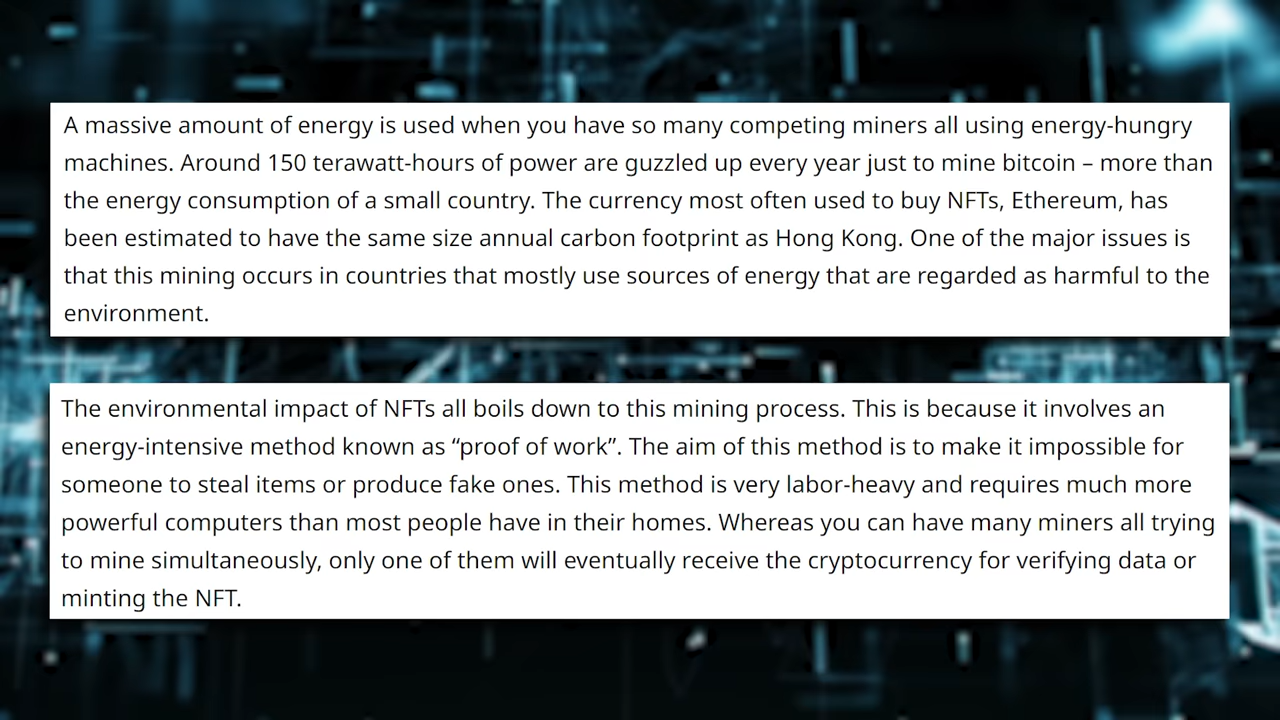 A massive amount of energy is used when you have so many competing miners all using energy-hungry
machines. Around 150 terawatt-hours of power are guzzled up every year just to mine bitcoin – more than
the energy consumption of a small country. The currency most often used to buy NFTs, Ethereum, has
been estimated to have the same size annual carbon footprint as Hong Kong. One of the major issues is
that this mining occurs in countries that mostly use sources of energy that are regarded as harmful to the
environment.
The environmental impact of NFTs all boils down to this mining process. This is because it involves an
energy-intensive method known as “proof of work”. The aim of this method is to make it impossible for
someone to steal items or produce fake ones. This method is very labor-heavy and requires much more
powerful computers than most people have in their homes. Whereas you can have many miners all trying
to mine simultaneously, only one of them will eventually receive the cryptocurrency for verifying data or
minting the NFT.